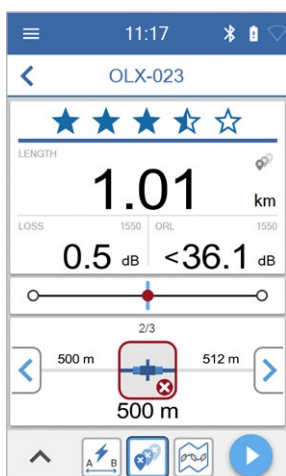 11:17
OLX-023
LENGTH
1.01 km
LOSS 1550 ORL 1550
0.5 dB <36.1 dB
2/3
500 m 512 m
500 m
A B